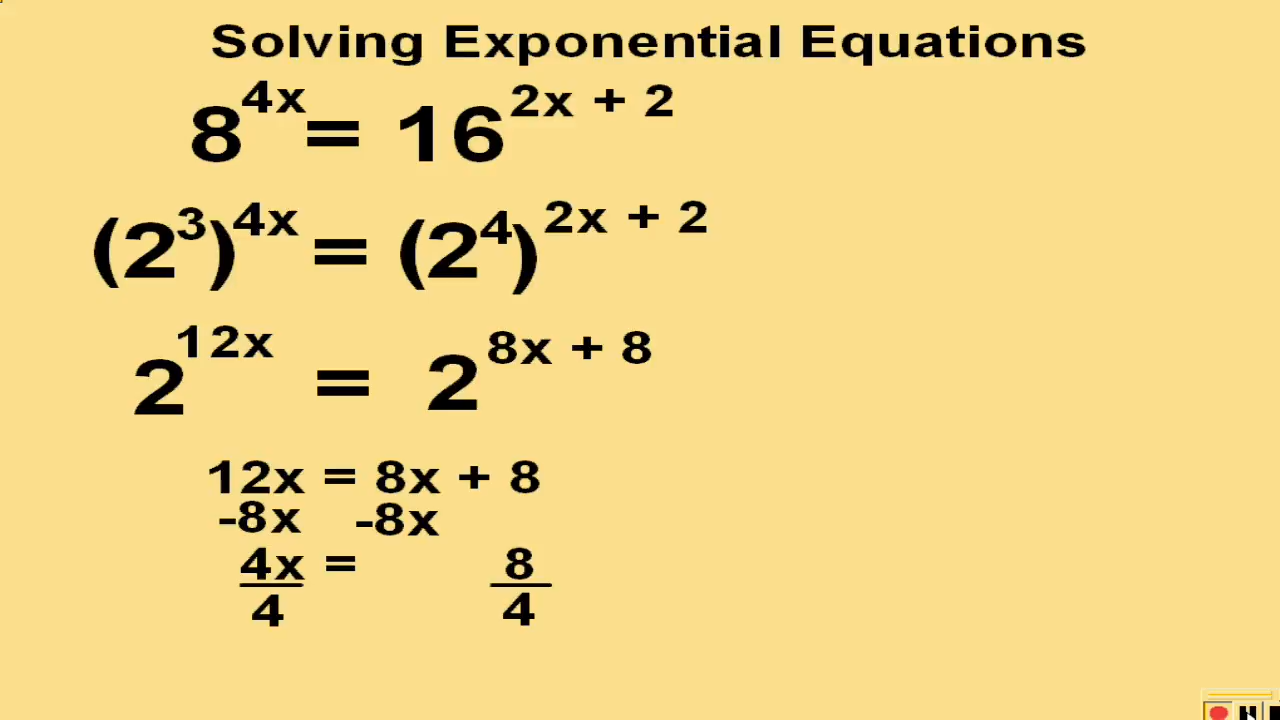 Solving Exponential Equations
8^4x = 16^2x + 2
(2^3)^4x = (2^4)^2x + 2
2^12x = 2^8x + 8
12x = 8x + 8
-8x -8x
4x = 8
4 4